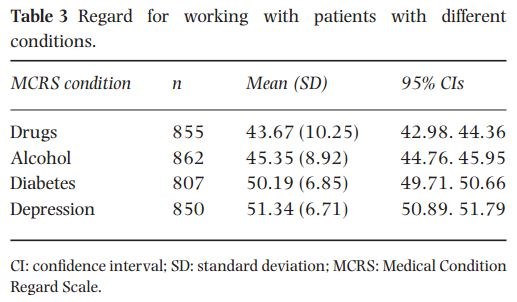 Table 3 Regard for working with patients with different
conditions.
MCRS condition n Mean (SD) 95% CIs
Drugs 855 43.67 (10.25) 42.98. 44.36
Alcohol 862 45.35 (8.92) 44.76. 45.95
Diabetes 807 50.19 (6.85) 49.71. 50.66
Depression 850 51.34 (6.71) 50.89. 51.79
CI: confidence interval; SD: standard deviation; MCRS: Medical Condition
Regard Scale.